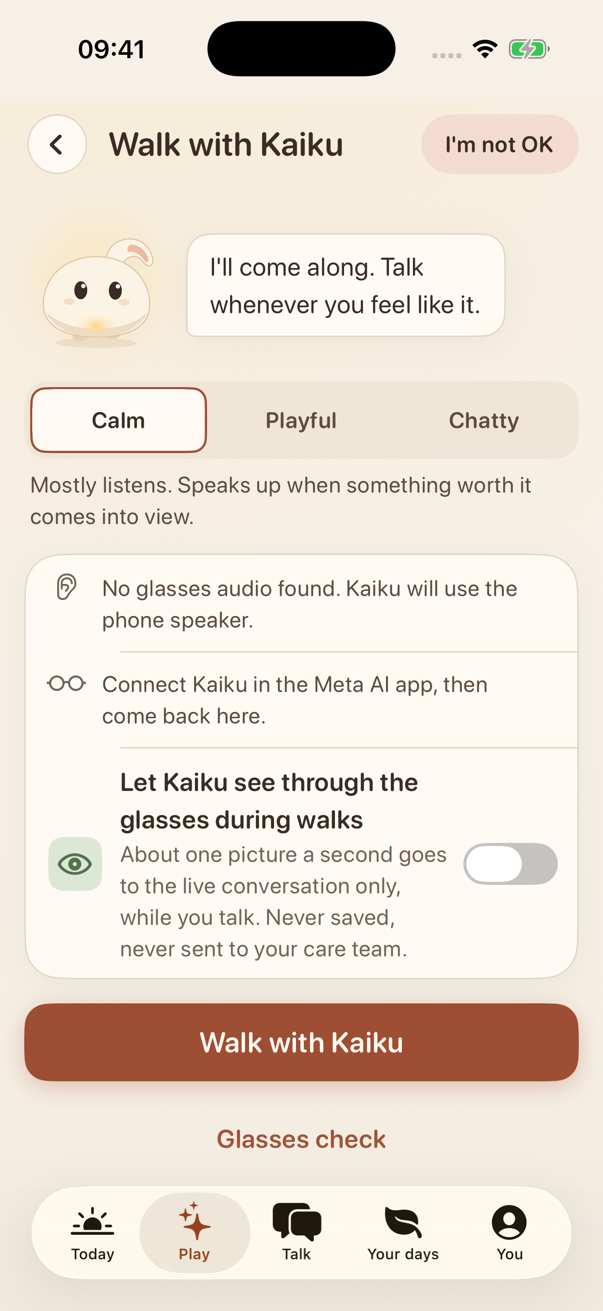 09:41
Walk with Kaiku
I'm not OK
I'll come along. Talk
whenever you feel like it.
Calm
Playful
Chatty
Mostly listens. Speaks up when something worth it
comes into view.
No glasses audio found. Kaiku will use the
phone speaker.
Connect Kaiku in the Meta AI app, then
come back here.
Let Kaiku see through the
glasses during walks
About one picture a second goes
to the live conversation only,
while you talk. Never saved,
never sent to your care team.
Walk with Kaiku
Glasses check
Today
Play
Talk
Your days
You